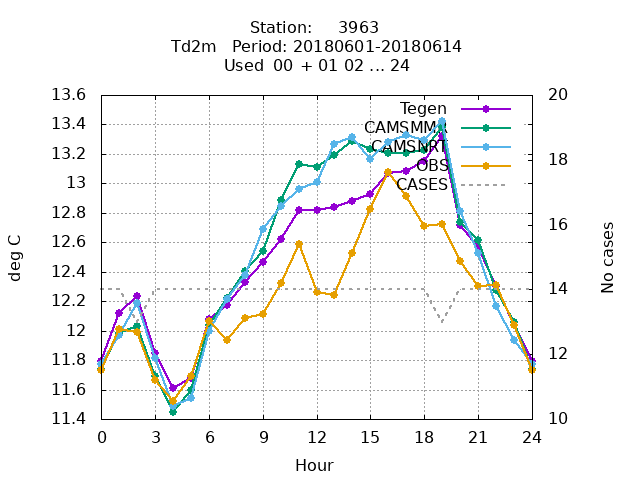 Station: 3963
Td2m Period: 20180601-20180614
Used 00 + 01 02 ... 24
13.6
13.4
13.2
13
12.8
12.6
12.4
12.2
12
11.8
11.6
11.4
20
18
16
14
12
10
Tegen
CAMSMMA
CAMSNRT
OBS
CASES
deg C
No cases
0 3 6 9 12 15 18 21 24
Hour